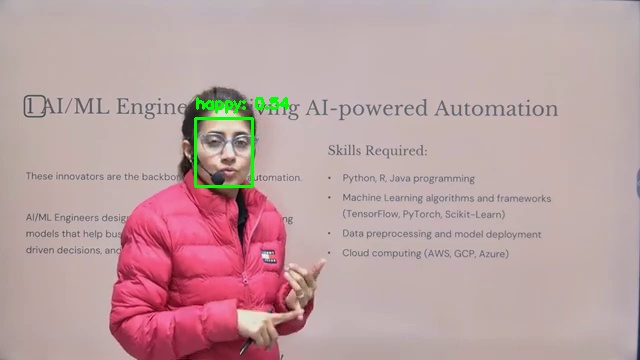 happy: 0.54
1 AI/ML Engine ving AI-powered Automation
Skills Required:
These innovators are the backbon automation.
• Python, R, Java programming
• Machine Learning algorithms and frameworks
(TensorFlow, PyTorch, Scikit-Learn)
AI/ML Engineers desig
models that help bus
driven decisions, and
• Data preprocessing and model deployment
• Cloud computing (AWS, GCP, Azure)